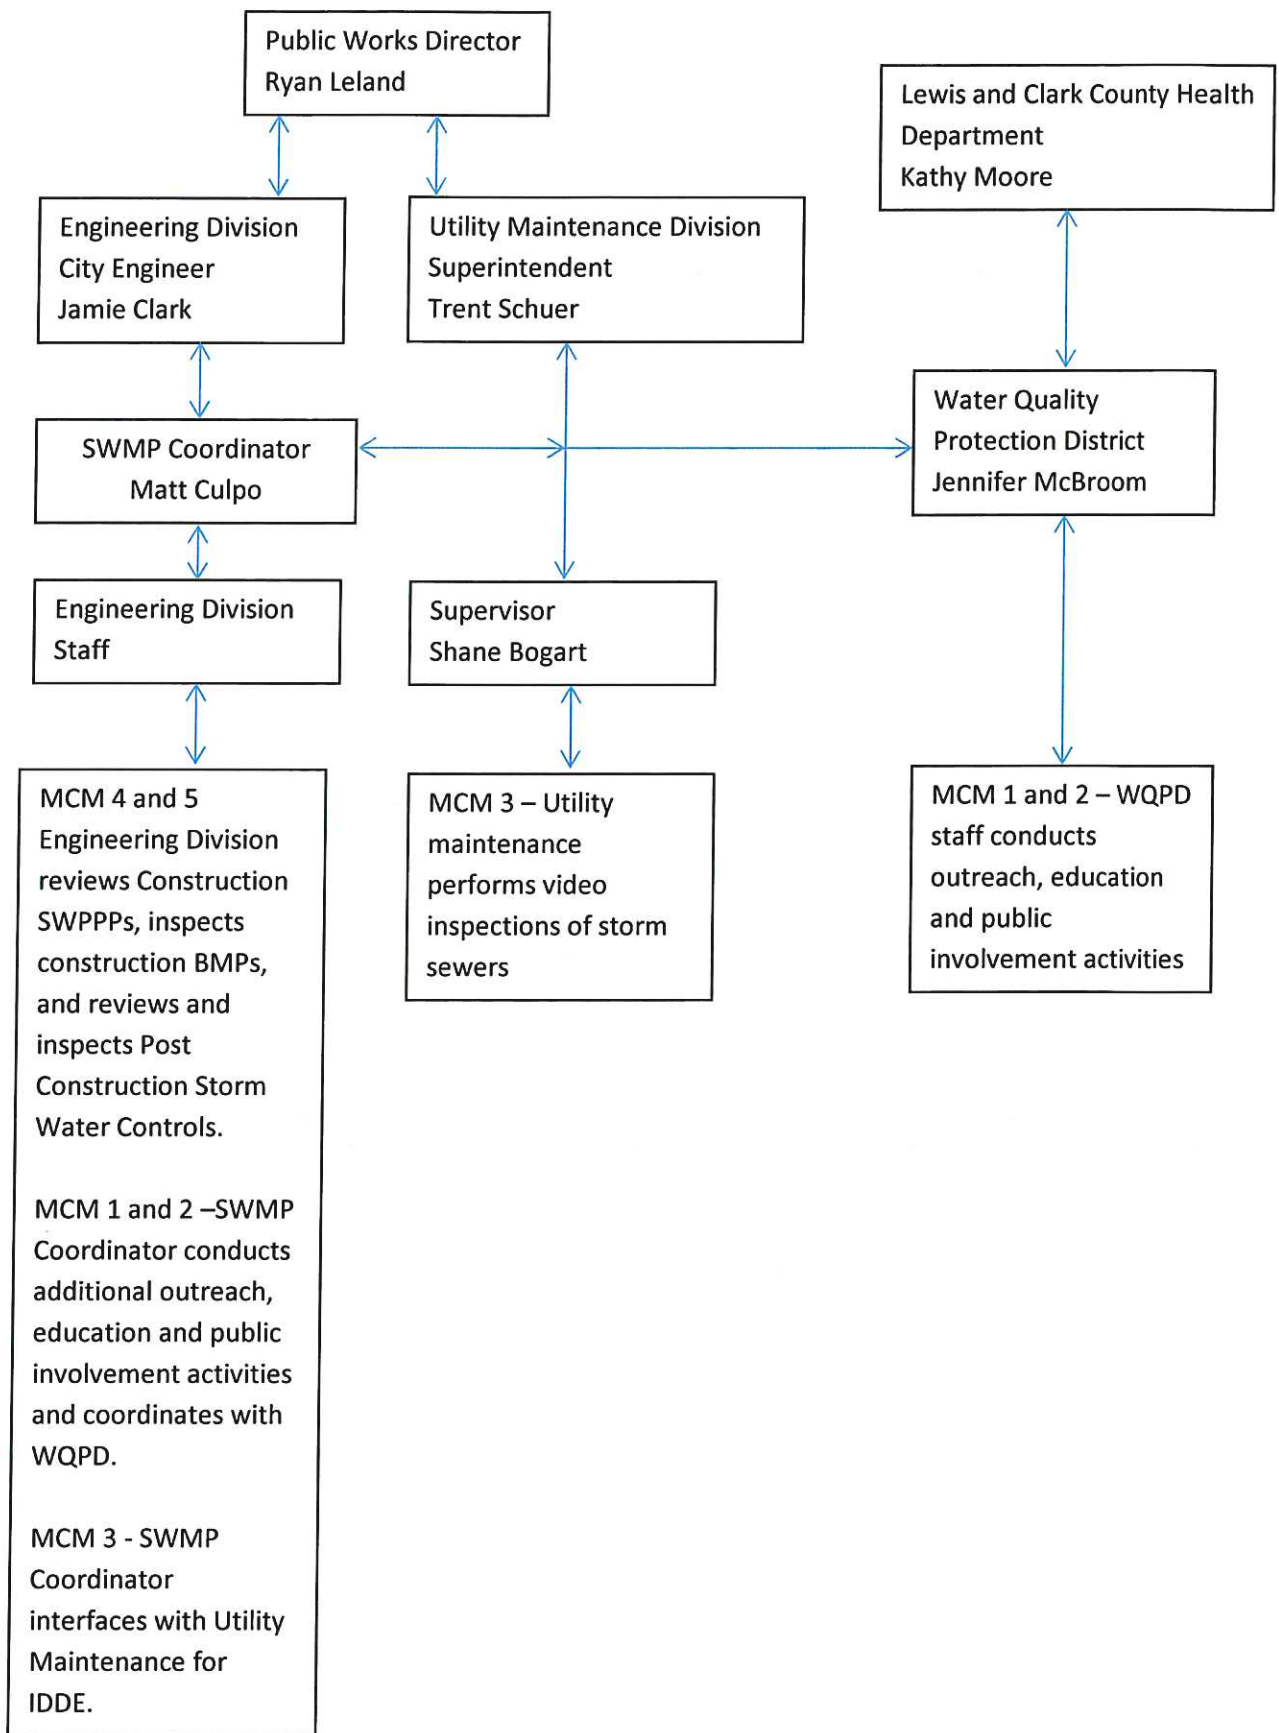 Public Works Director
Ryan Leland
Lewis and Clark County Health
Department
Kathy Moore
Engineering Division
City Engineer
Jamie Clark
Utility Maintenance Division
Superintendent
Trent Schuer
SWMP Coordinator
Matt Culpo
Water Quality
Protection District
Jennifer McBroom
Engineering Division
Staff
Supervisor
Shane Bogart
MCM 4 and 5
Engineering Division
reviews Construction
SWPPPs, inspects
construction BMPs,
and reviews and
inspects Post
Construction Storm
Water Controls.
MCM 1 and 2 –SWMP
Coordinator conducts
additional outreach,
education and public
involvement activities
and coordinates with
WQPD.
MCM 3 - SWMP
Coordinator
interfaces with Utility
Maintenance for
IDDE.
MCM 3 – Utility
maintenance
performs video
inspections of storm
sewers
MCM 1 and 2 – WQPD
staff conducts
outreach, education
and public
involvement activities